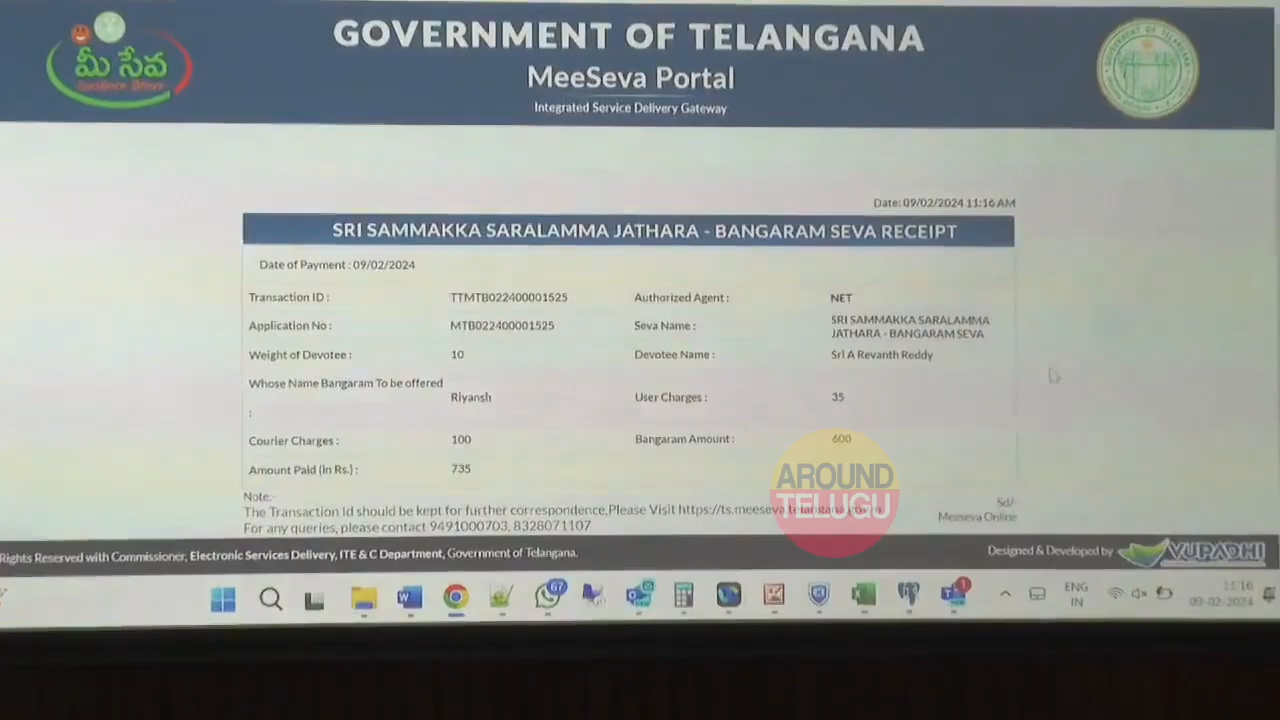 మీ సేవ
GOVERNMENT OF TELANGANA
MeeSeva Portal
Integrated Service Delivery Gateway
Date: 09/02/2024 11:16 AM
SRI SAMMAKKA SARALAMMA JATHARA - BANGARAM SEVA RECEIPT
Date of Payment : 09/02/2024
Transaction ID : TTMTB022400001525 Authorized Agent : NET
Application No : MTB022400001525 Seva Name : SRI SAMMAKKA SARALAMMA
JATHARA - BANGARAM SEVA
Weight of Devotee : 10 Devotee Name : Sri A Revanth Reddy
Whose Name Bangaram To be offered
: Riyansh User Charges : 35
Courier Charges : 100 Bangaram Amount : 600
Amount Paid (In Rs.) : 735
AROUND
TELUGU
Note:-
The Transaction Id should be kept for further correspondence.Please Visit https://ts.meeseva.telangana.gov.in
For any queries, please contact 9491000703, 8328071107
Sd/-
Meeseva Online
Rights Reserved with Commissioner, Electronic Services Delivery, ITE & C Department, Government of Telangana.
Designed & Developed by VUPADHI
67
1
ENG
IN
11:16
09-02-2024